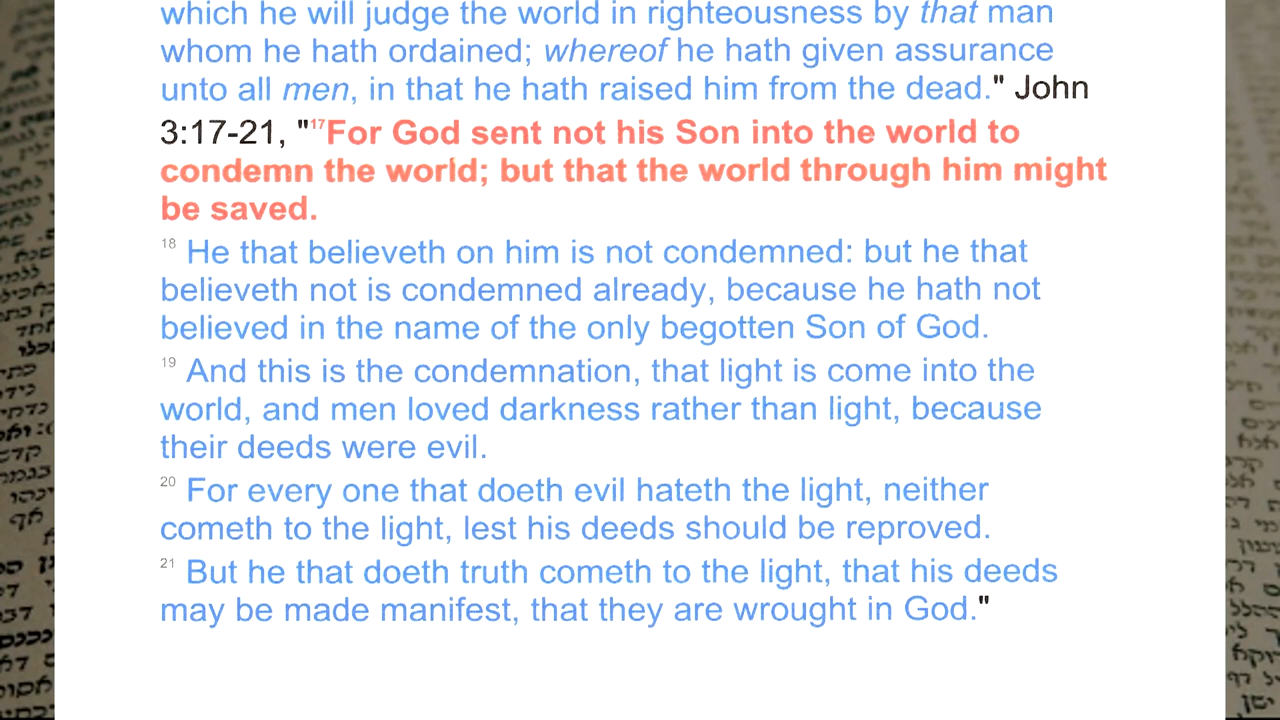 which he will judge the world in righteousness by that man
whom he hath ordained; whereof he hath given assurance
unto all men, in that he hath raised him from the dead." John
3:17-21, "17For God sent not his Son into the world to
condemn the world; but that the world through him might
be saved.
18 He that believeth on him is not condemned: but he that
believeth not is condemned already, because he hath not
believed in the name of the only begotten Son of God.
19 And this is the condemnation, that light is come into the
world, and men loved darkness rather than light, because
their deeds were evil.
20 For every one that doeth evil hateth the light, neither
cometh to the light, lest his deeds should be reproved.
21 But he that doeth truth cometh to the light, that his deeds
may be made manifest, that they are wrought in God."